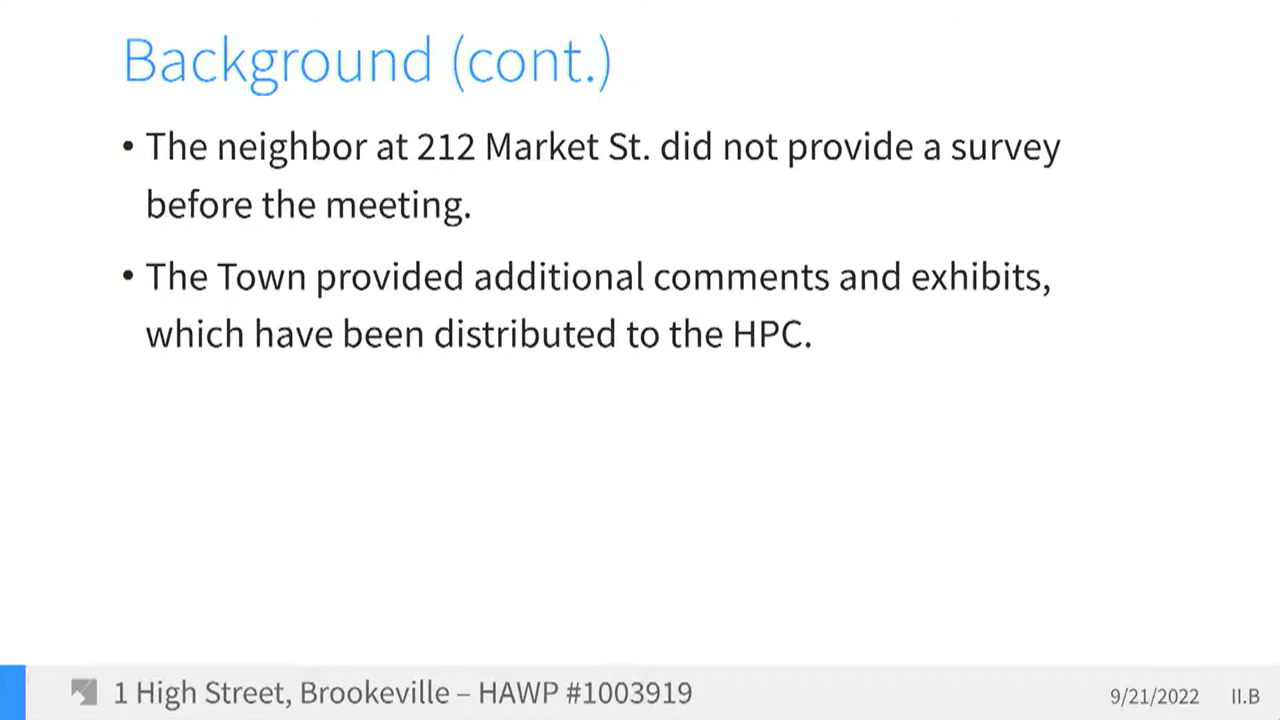 Background (cont.)
• The neighbor at 212 Market St. did not provide a survey
before the meeting.
• The Town provided additional comments and exhibits,
which have been distributed to the HPC.
1 High Street, Brookeville – HAWP #1003919
9/21/2022 II.B